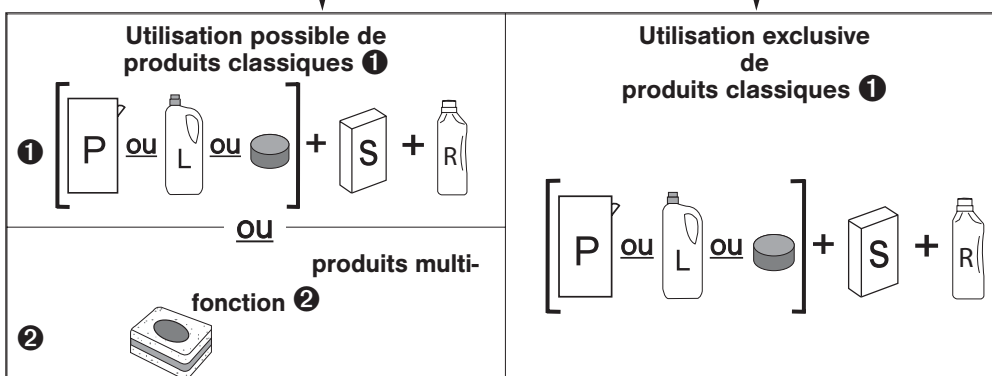 Utilisation possible de
produits classiques ❶
❶ [ P ou L ou ] + S + R
ou
produits multi-
fonction ❷
❷
Utilisation exclusive
de
produits classiques ❶
[ P ou L ou ] + S + R